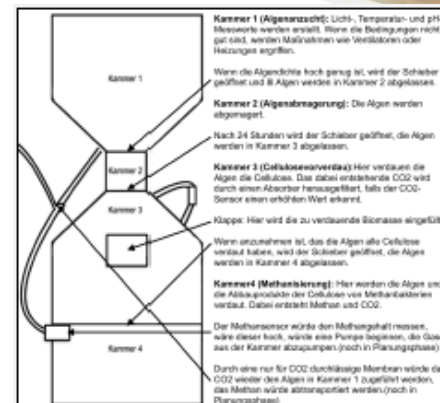 Kammer 1 (Algenanzucht): Licht-, Temperatur- und pH-
Messwerte werden erstellt. Wenn die Bedingungen nicht
gut sind, werden Maßnahmen wie Ventilatoren oder
Heizungen ergriffen.
Kammer 1
Wenn die Algendichte hoch genug ist, wird der Schieber
geöffnet und Algen werden in Kammer 2 abgelassen.
Kammer 2 (Algenabmagerung): Die Algen werden
abgemagert.
Nach 24 Stunden wird der Schieber geöffnet, die Algen
werden in Kammer 3 abgelassen.
Kammer 2
Kammer 3 (Cellulosevorverdau): Hier verdauen die
Algen die Cellulose. Das dabei entstehende CO2 wird
durch einen Absorber herausgefiltert, falls der CO2-
Sensor einen erhöhten Wert erkannt.
Kammer 3
Klappe: Hier wird die zu verdauende Biomasse eingefüllt
Wenn anzunehmen ist, das die Algen alle Cellulose
verdaut haben, wird der Schieber geöffnet, die Algen
werden in Kammer 4 abgelassen.
Kammer4 (Methanisierung): Hier werden die Algen und
die Abbauprodukte der Cellulose von Methanbakterien
verdaut. Dabei entsteht Methan und CO2.
Der Methansensor würde den Methangehalt messen,
wäre dieser hoch, würde eine Pumpe beginnen, die Gase
aus der Kammer abzupumpen.(noch in Planungsphase)
Kammer 4
Durch eine nur für CO2 durchlässige Membran würde da
CO2 wieder den Algen in Kammer 1 zugeführt werden,
das Methan würde abtransportiert werden.(noch in
Planungsphase)